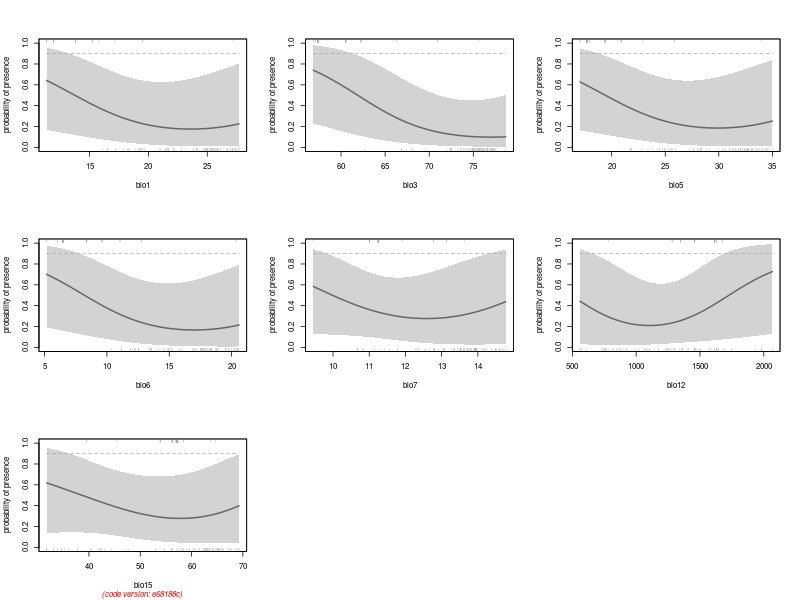 probability of presence
0.0 0.2 0.4 0.6 0.8 1.0
15 20 25
bio1
probability of presence
0.0 0.2 0.4 0.6 0.8 1.0
60 65 70 75
bio3
probability of presence
0.0 0.2 0.4 0.6 0.8 1.0
20 25 30 35
bio5
probability of presence
0.0 0.2 0.4 0.6 0.8 1.0
5 10 15 20
bio6
probability of presence
0.0 0.2 0.4 0.6 0.8 1.0
10 11 12 13 14
bio7
probability of presence
0.0 0.2 0.4 0.6 0.8 1.0
500 1000 1500 2000
bio12
probability of presence
0.0 0.2 0.4 0.6 0.8 1.0
40 50 60 70
bio15
(code version: e68188c)